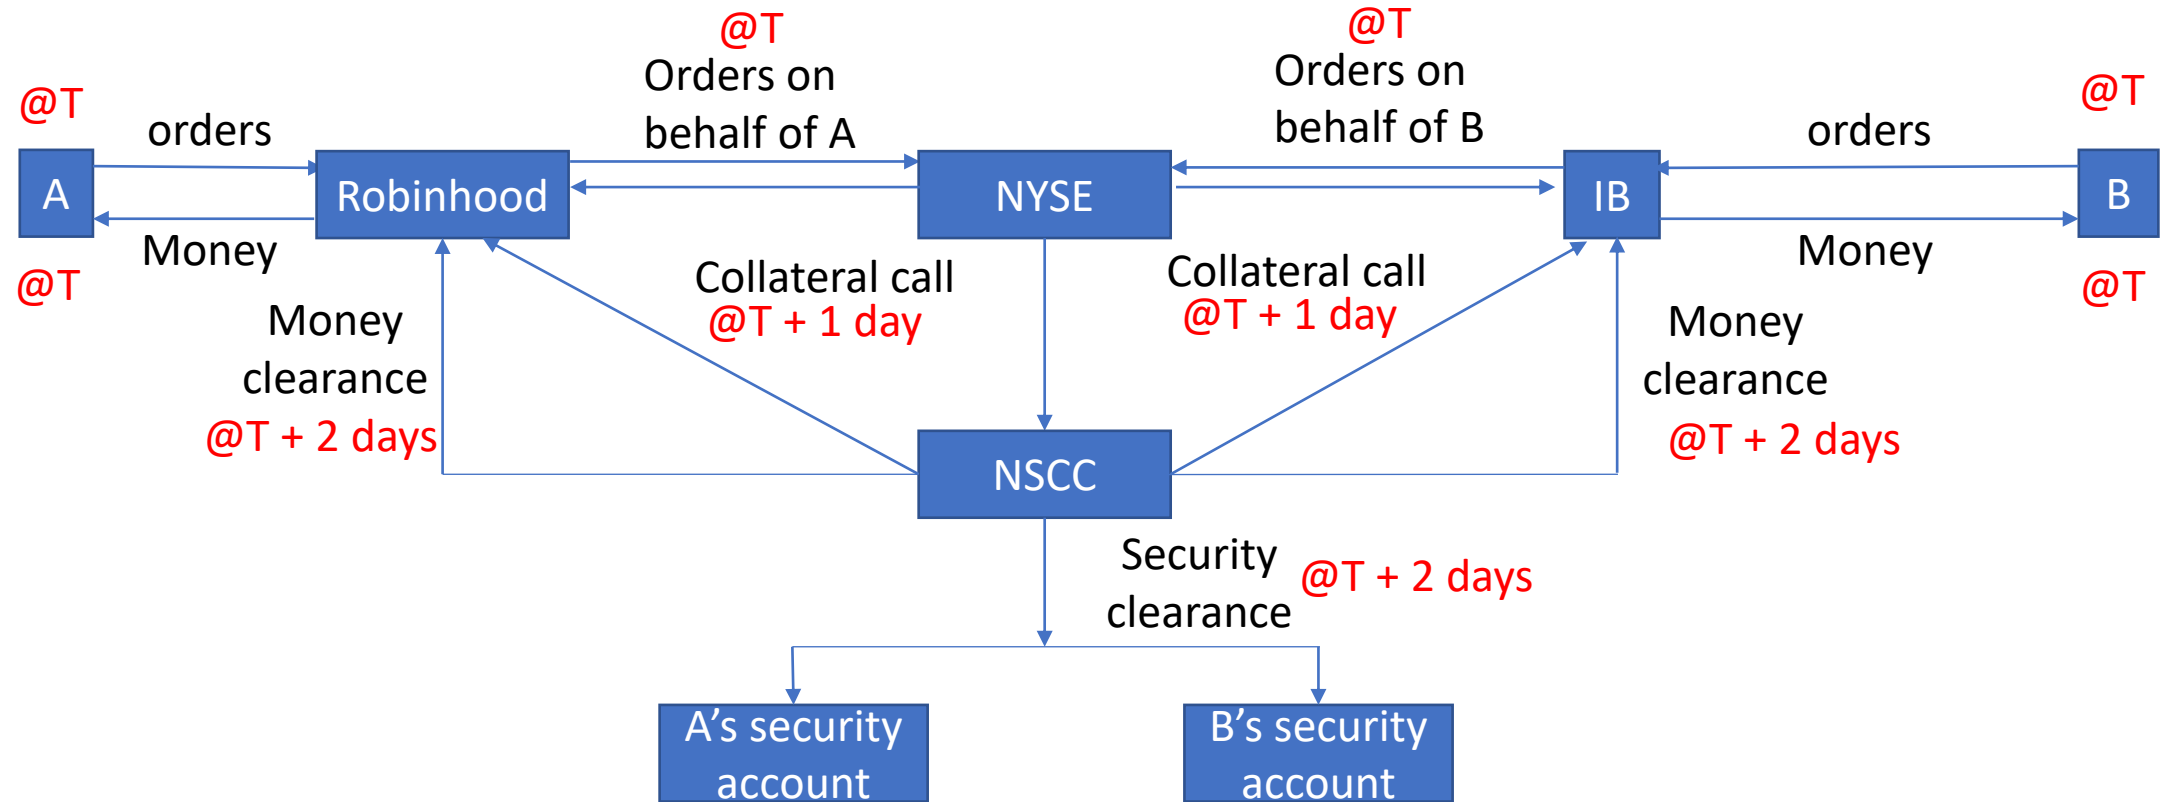 @T
Orders on
behalf of A
@T
Orders on
behalf of B
@T
orders
orders
@T
A
Robinhood
NYSE
IB
B
Money
@T
Collateral call
@T + 1 day
Collateral call
@T + 1 day
Money
@T
Money
clearance
@T + 2 days
Money
clearance
@T + 2 days
NSCC
Security
clearance
@T + 2 days
A’s security
account
B’s security
account